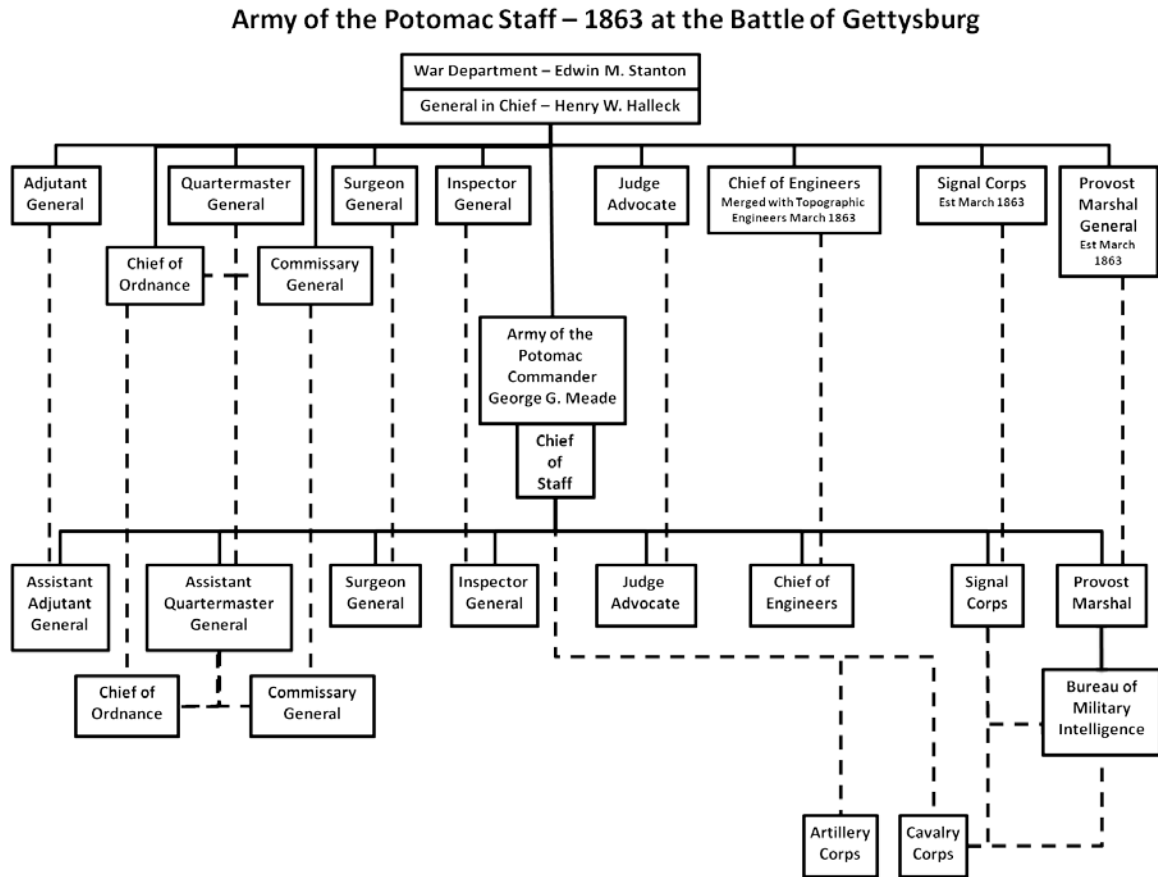 Army of the Potomac Staff – 1863 at the Battle of Gettysburg
War Department – Edwin M. Stanton
General in Chief – Henry W. Halleck
Adjutant
General
Quartermaster
General
Surgeon
General
Inspector
General
Judge
Advocate
Chief of Engineers
Merged with Topographic
Engineers March 1863
Signal Corps
Est March 1863
Provost
Marshal
General
Est March
1863
Chief of
Ordnance
Commissary
General
Army of the
Potomac
Commander
George G. Meade
Chief
of
Staff
Assistant
Adjutant
General
Assistant
Quartermaster
General
Surgeon
General
Inspector
General
Judge
Advocate
Chief of
Engineers
Signal
Corps
Provost
Marshal
Chief of
Ordnance
Commissary
General
Bureau of
Military
Intelligence
Artillery
Corps
Cavalry
Corps